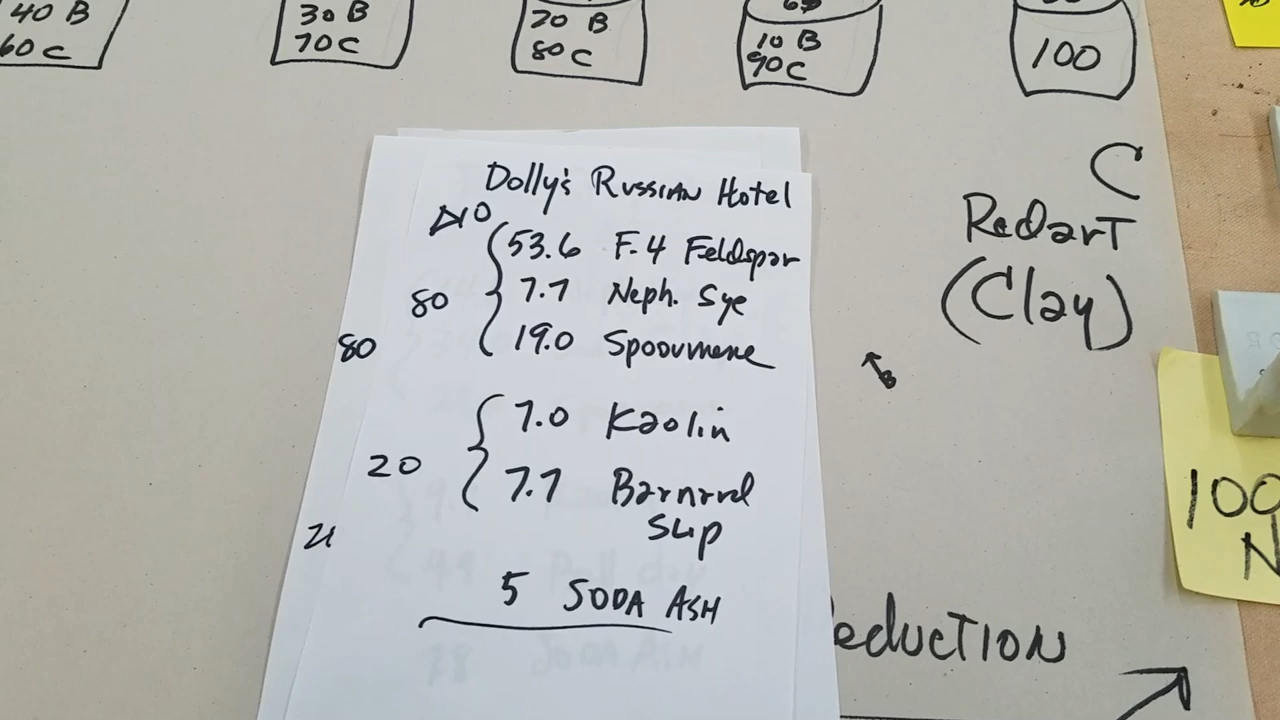 40 B
60 C
30 B
70 C
20 B
80 C
10 B
90 C
100
C
RedarT
(Clay)
B
Dolly's Russian Hotel
53.6 F.4 Feldspar
80
7.7 Neph. Sye
80
19.0 Spodumene
7.0 Kaolin
20
7.7 Barnard
Slip
5 SODA ASH
100
N
eduction